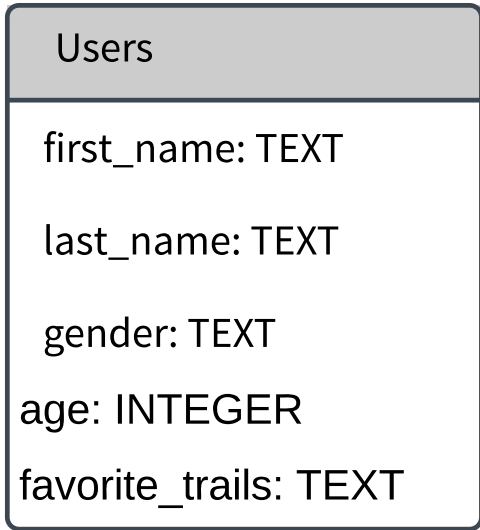 Users
first_name: TEXT
last_name: TEXT
gender: TEXT
age: INTEGER
favorite_trails: TEXT